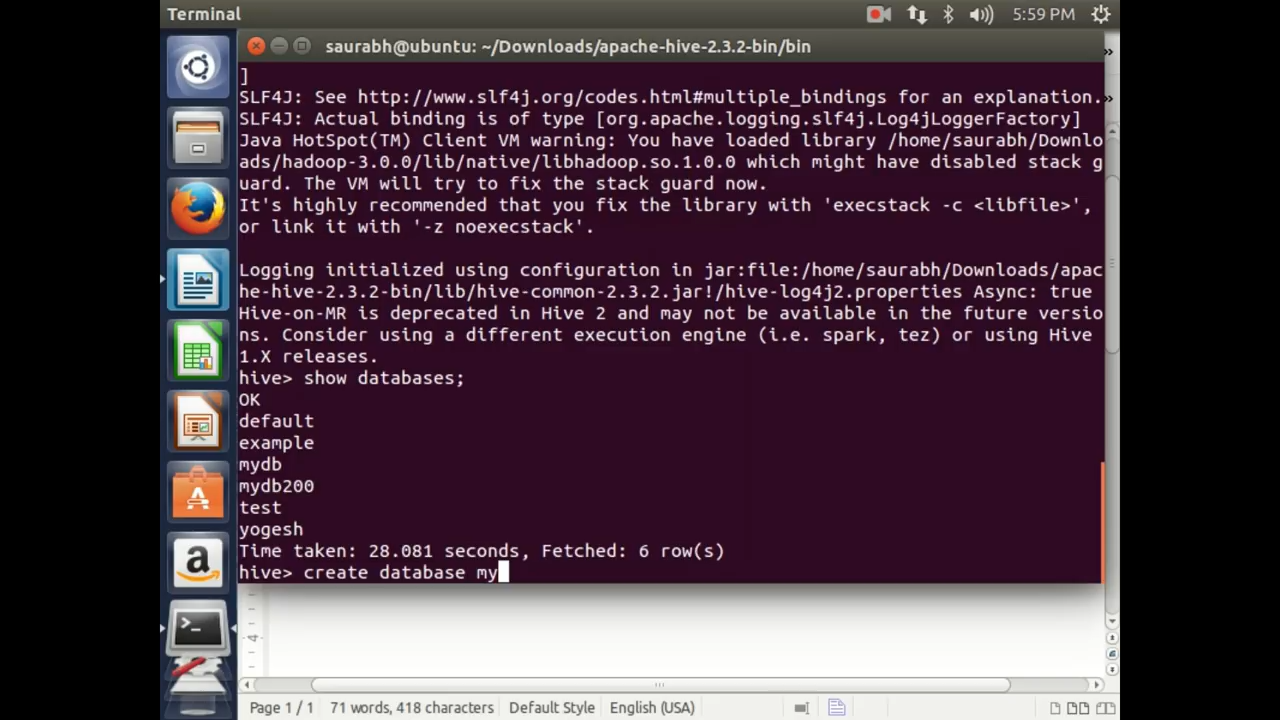 Terminal
5:59 PM
saurabh@ubuntu: ~/Downloads/apache-hive-2.3.2-bin/bin
]
SLF4J: See http://www.slf4j.org/codes.html#multiple_bindings for an explanation.
SLF4J: Actual binding is of type [org.apache.logging.slf4j.Log4jLoggerFactory]
Java HotSpot(TM) Client VM warning: You have loaded library /home/saurabh/Downlo
ads/hadoop-3.0.0/lib/native/libhadoop.so.1.0.0 which might have disabled stack g
uard. The VM will try to fix the stack guard now.
It's highly recommended that you fix the library with 'execstack -c <libfile>',
or link it with '-z noexecstack'.
Logging initialized using configuration in jar:file:/home/saurabh/Downloads/apac
he-hive-2.3.2-bin/lib/hive-common-2.3.2.jar!/hive-log4j2.properties Async: true
Hive-on-MR is deprecated in Hive 2 and may not be available in the future versio
ns. Consider using a different execution engine (i.e. spark, tez) or using Hive
1.X releases.
hive> show databases;
OK
default
example
mydb
mydb200
test
yogesh
Time taken: 28.081 seconds, Fetched: 6 row(s)
hive> create database my
4
Page 1 / 1 71 words, 418 characters Default Style English (USA)